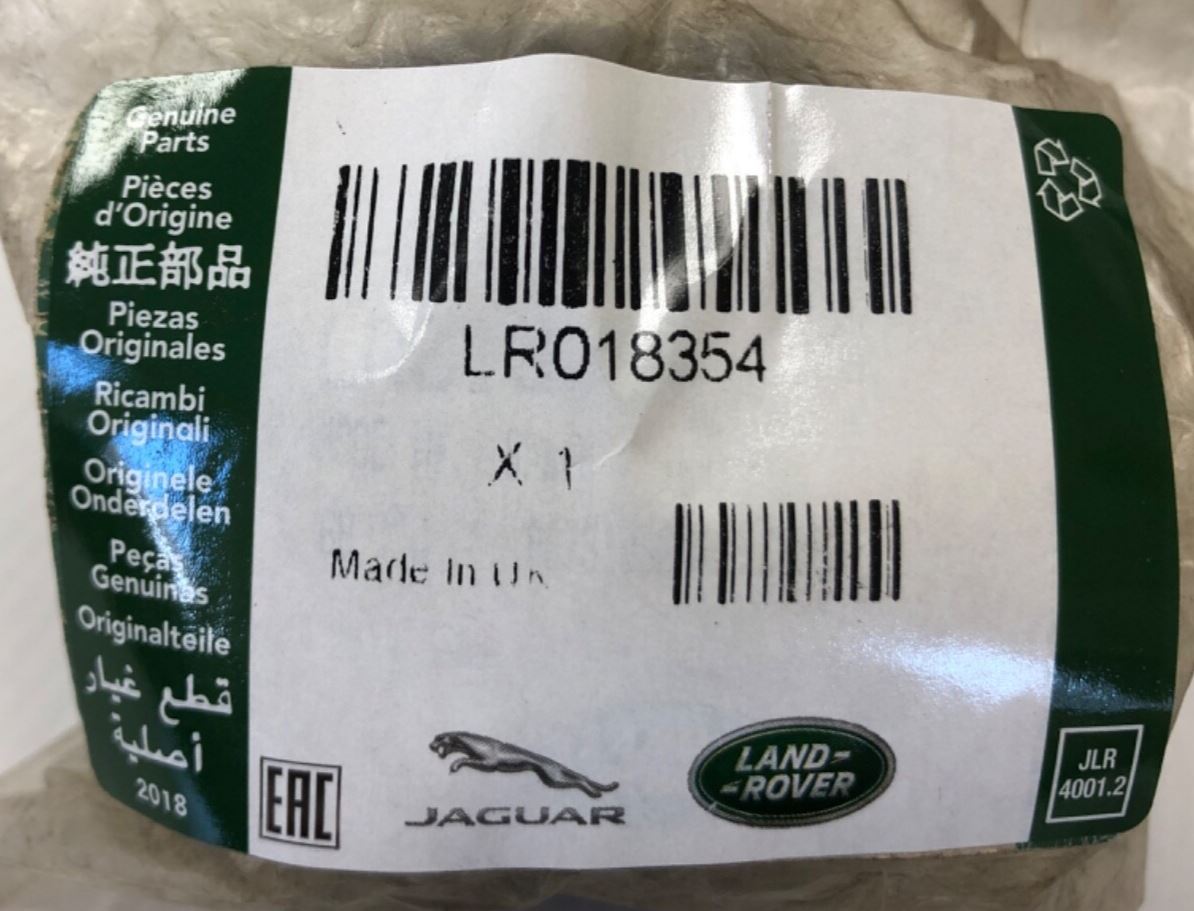 Genuine
Parts
Pièces
d'Origine
純正部品
Piezas
Originales
Ricambi
Originali
Originele
Onderdelen
Peças
Genuinas
Originalteile
قطع غيار
أصلية
2018
LR018354
X 1
Made In UK
EAC
JAGUAR
LAND-
-ROVER
JLR
4001.2